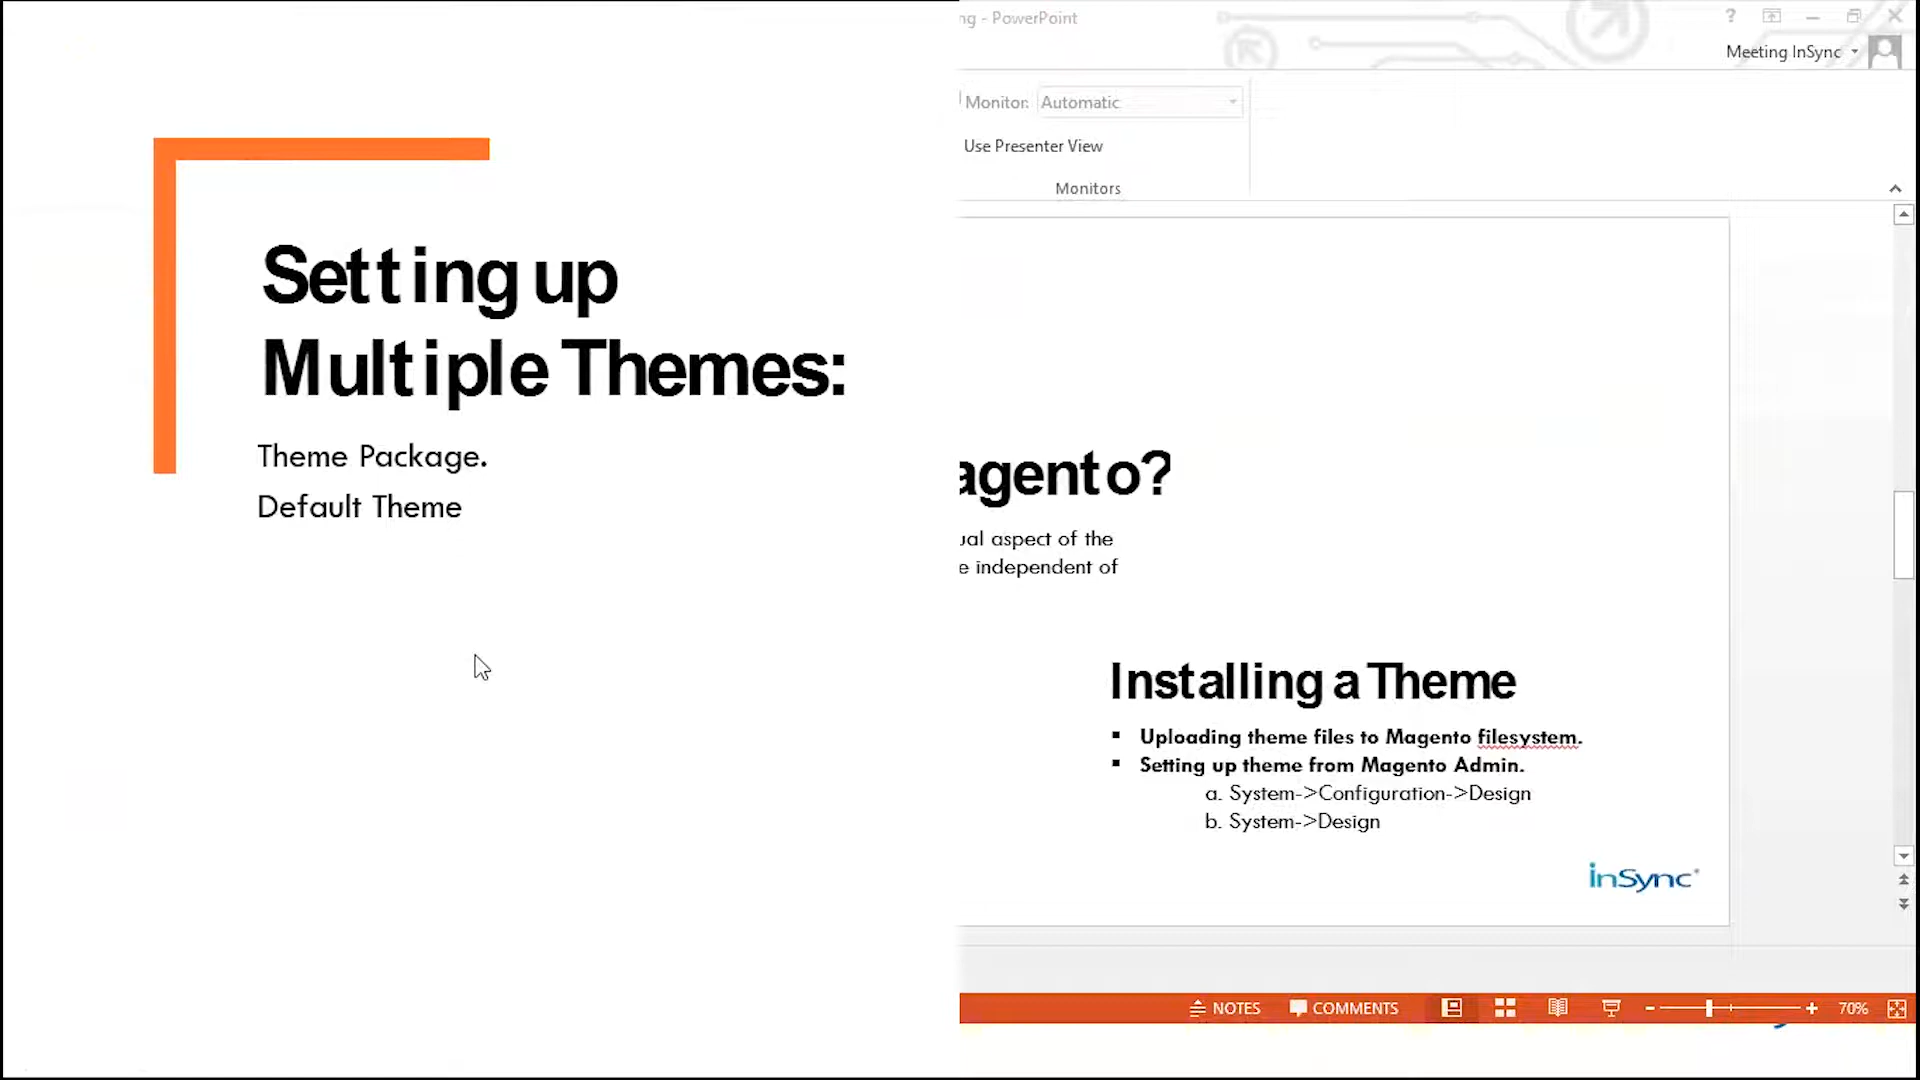 Setting up
Multiple Themes:
Theme Package.
Default Theme
- PowerPoint
?
Meeting InSync
Monitor: Automatic
Use Presenter View
Monitors
agento?
aspect of the
independent of
Installing a Theme
▪ Uploading theme files to Magento filesystem.
▪ Setting up theme from Magento Admin.
a. System->Configuration->Design
b. System->Design
inSync
NOTES COMMENTS 70%